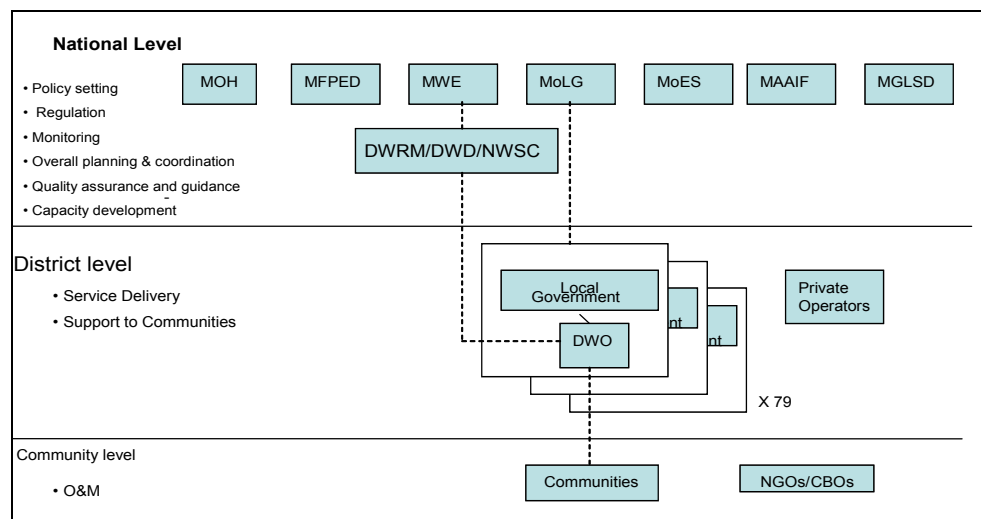 National Level
MOH
MFPED
MWE
MoLG
MoES
MAAIF
MGLSD
• Policy setting
• Regulation
• Monitoring
• Overall planning & coordination
• Quality assurance and guidance
• Capacity development
DWRM/DWD/NWSC
District level
• Service Delivery
• Support to Communities
Local
Government
DWO
nt
nt
Private
Operators
X 79
Community level
• O&M
Communities
NGOs/CBOs